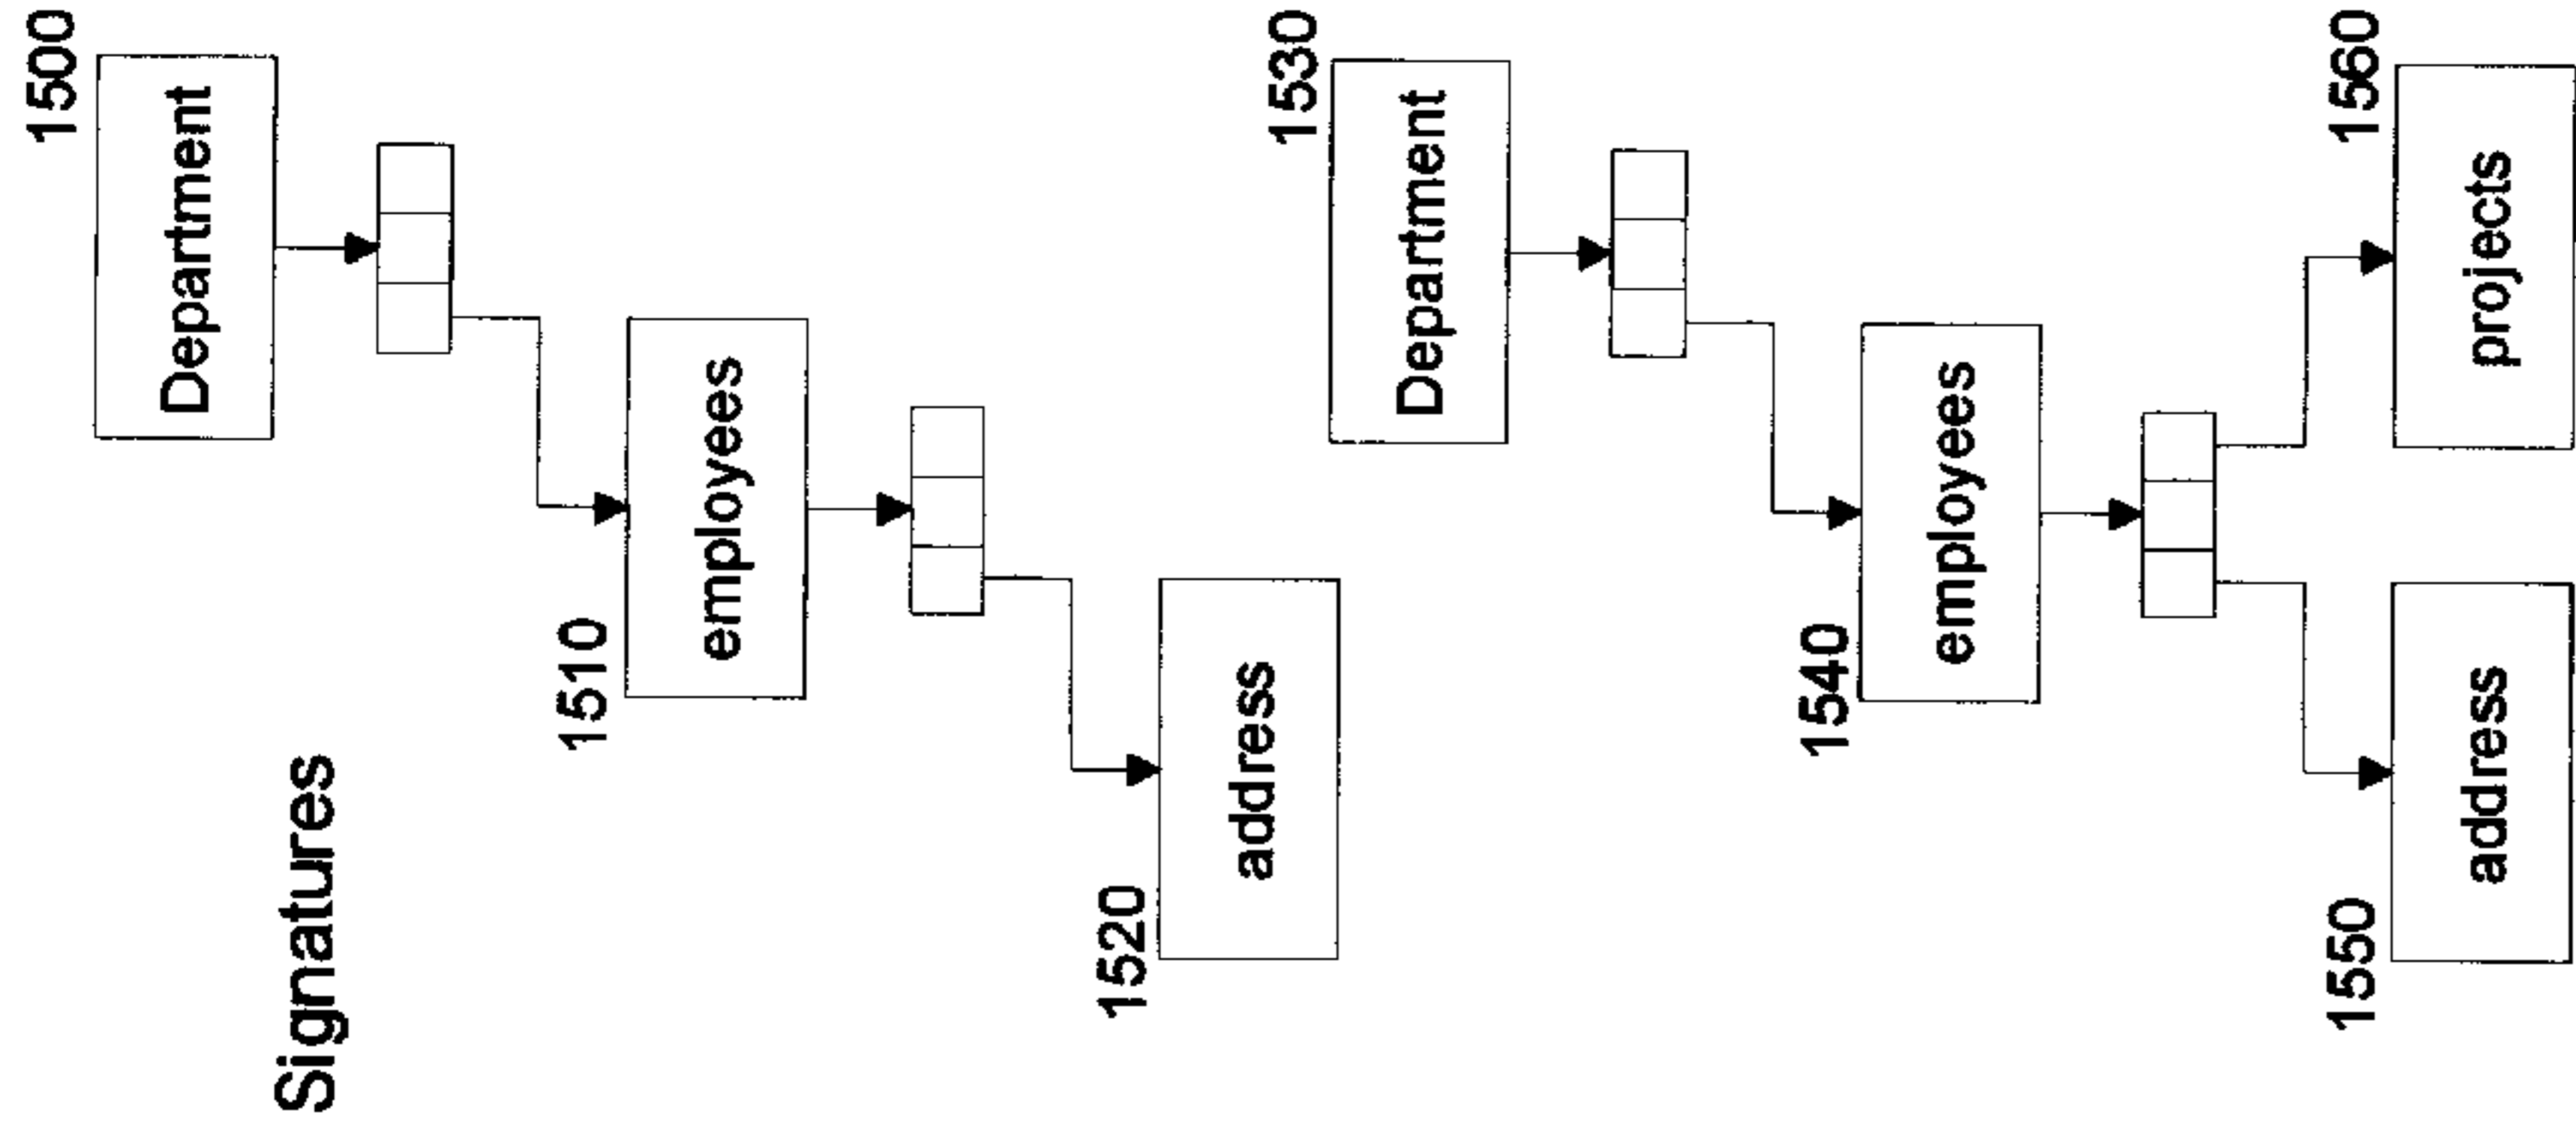 1500
Department
Signatures
1510
employees
1520
address
1530
Department
1540
employees
1550
1560
address
projects